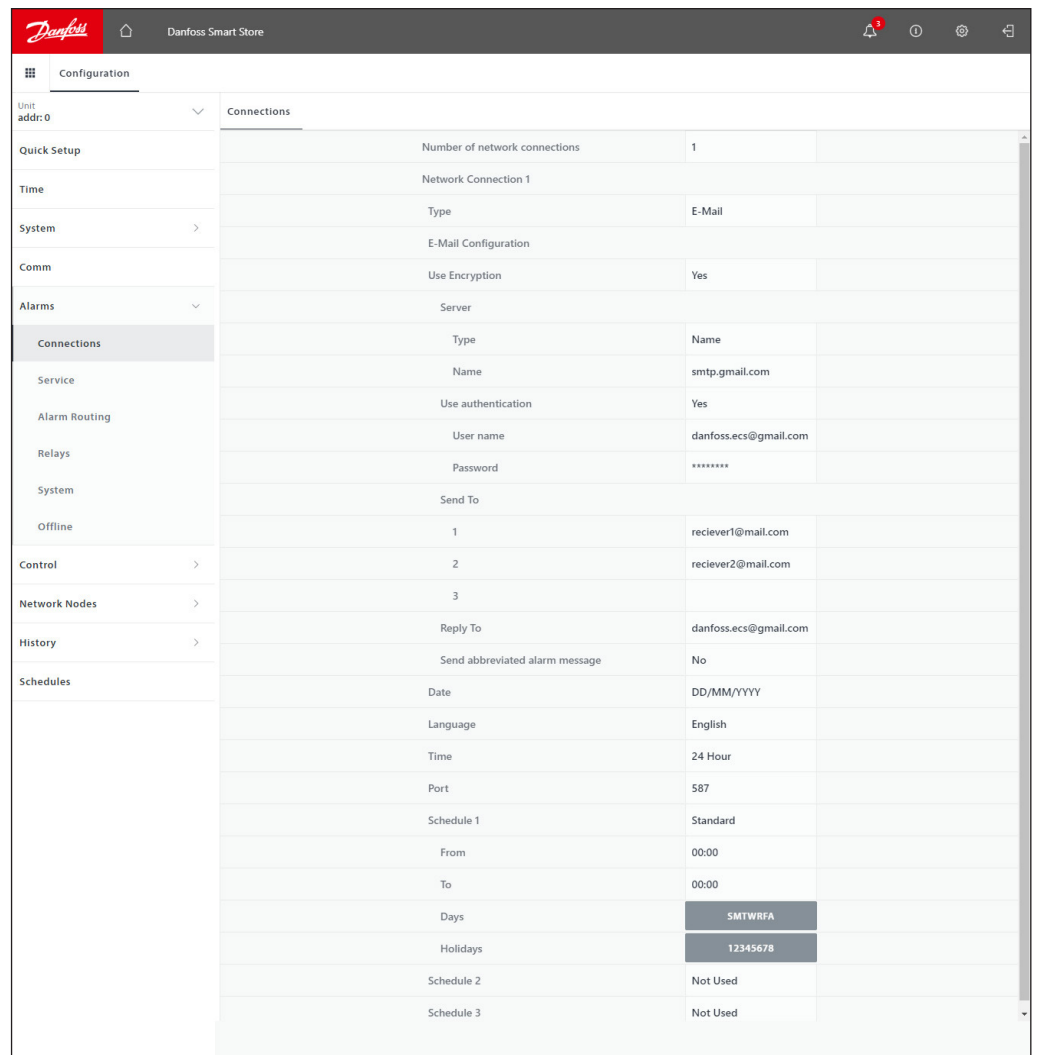 Danfoss
Danfoss Smart Store
3
Configuration
Unit
addr: 0
Connections
Quick Setup
Time
System
Comm
Alarms
Connections
Service
Alarm Routing
Relays
System
Offline
Control
Network Nodes
History
Schedules
Number of network connections 1
Network Connection 1
Type E-Mail
E-Mail Configuration
Use Encryption Yes
Server
Type Name
Name smtp.gmail.com
Use authentication Yes
User name danfoss.ecs@gmail.com
Password ********
Send To
1 reciever1@mail.com
2 reciever2@mail.com
3
Reply To danfoss.ecs@gmail.com
Send abbreviated alarm message No
Date DD/MM/YYYY
Language English
Time 24 Hour
Port 587
Schedule 1 Standard
From 00:00
To 00:00
Days SMTWRFA
Holidays 12345678
Schedule 2 Not Used
Schedule 3 Not Used